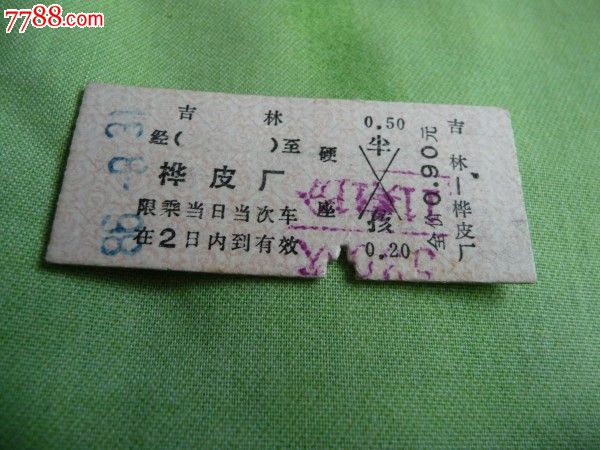 7788.com
吉 林
经( )至
桦皮厂
限乘当日当次车
在2日内到有效
硬
座
0.50
半
孩
0.20
全价0.90元
吉林—桦皮厂